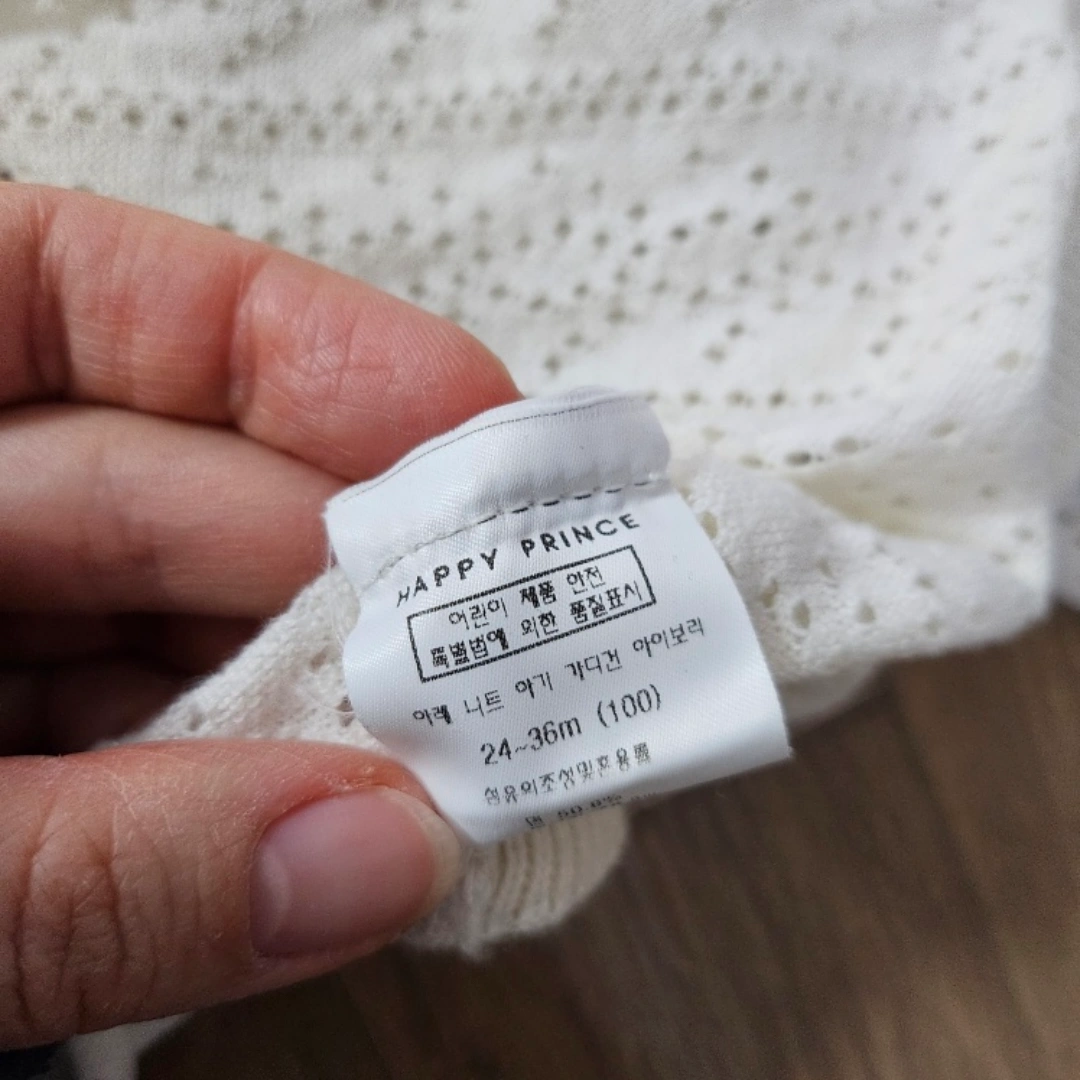 HAPPY PRINCE
어린이 제품 안전
특별법에 의한 품질표시
아레 니트 아기 가디건 아이보리
24~36m (100)
섬유의조성및혼용률